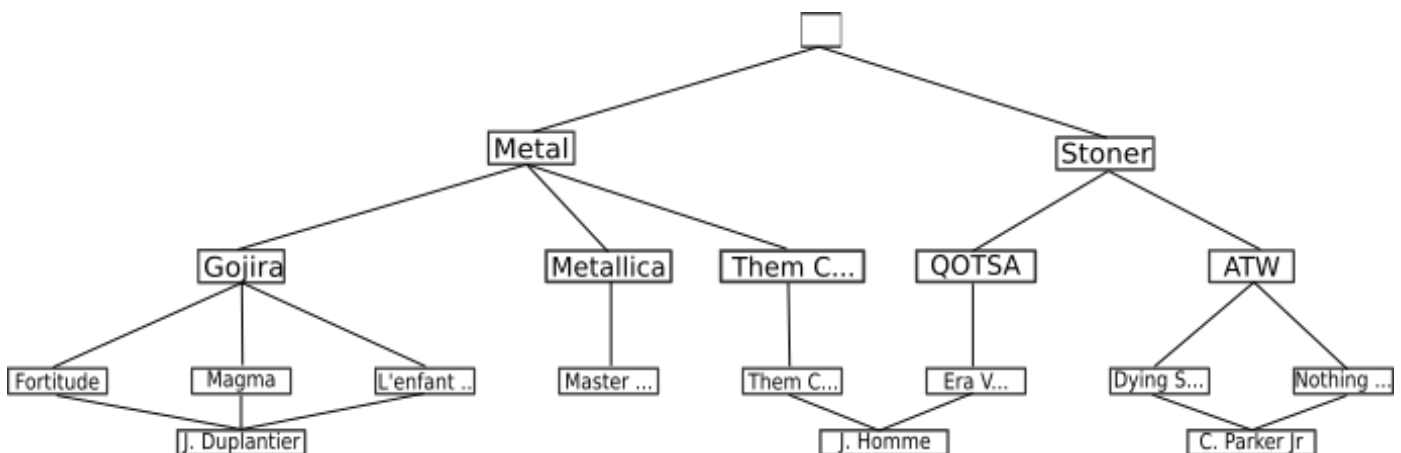 Metal
Stoner
Gojira
Metallica
Them C...
QOTSA
ATW
Fortitude
Magma
L'enfant ..
Master ...
Them C...
Era V...
Dying S...
Nothing ...
J. Duplantier
J. Homme
C. Parker Jr